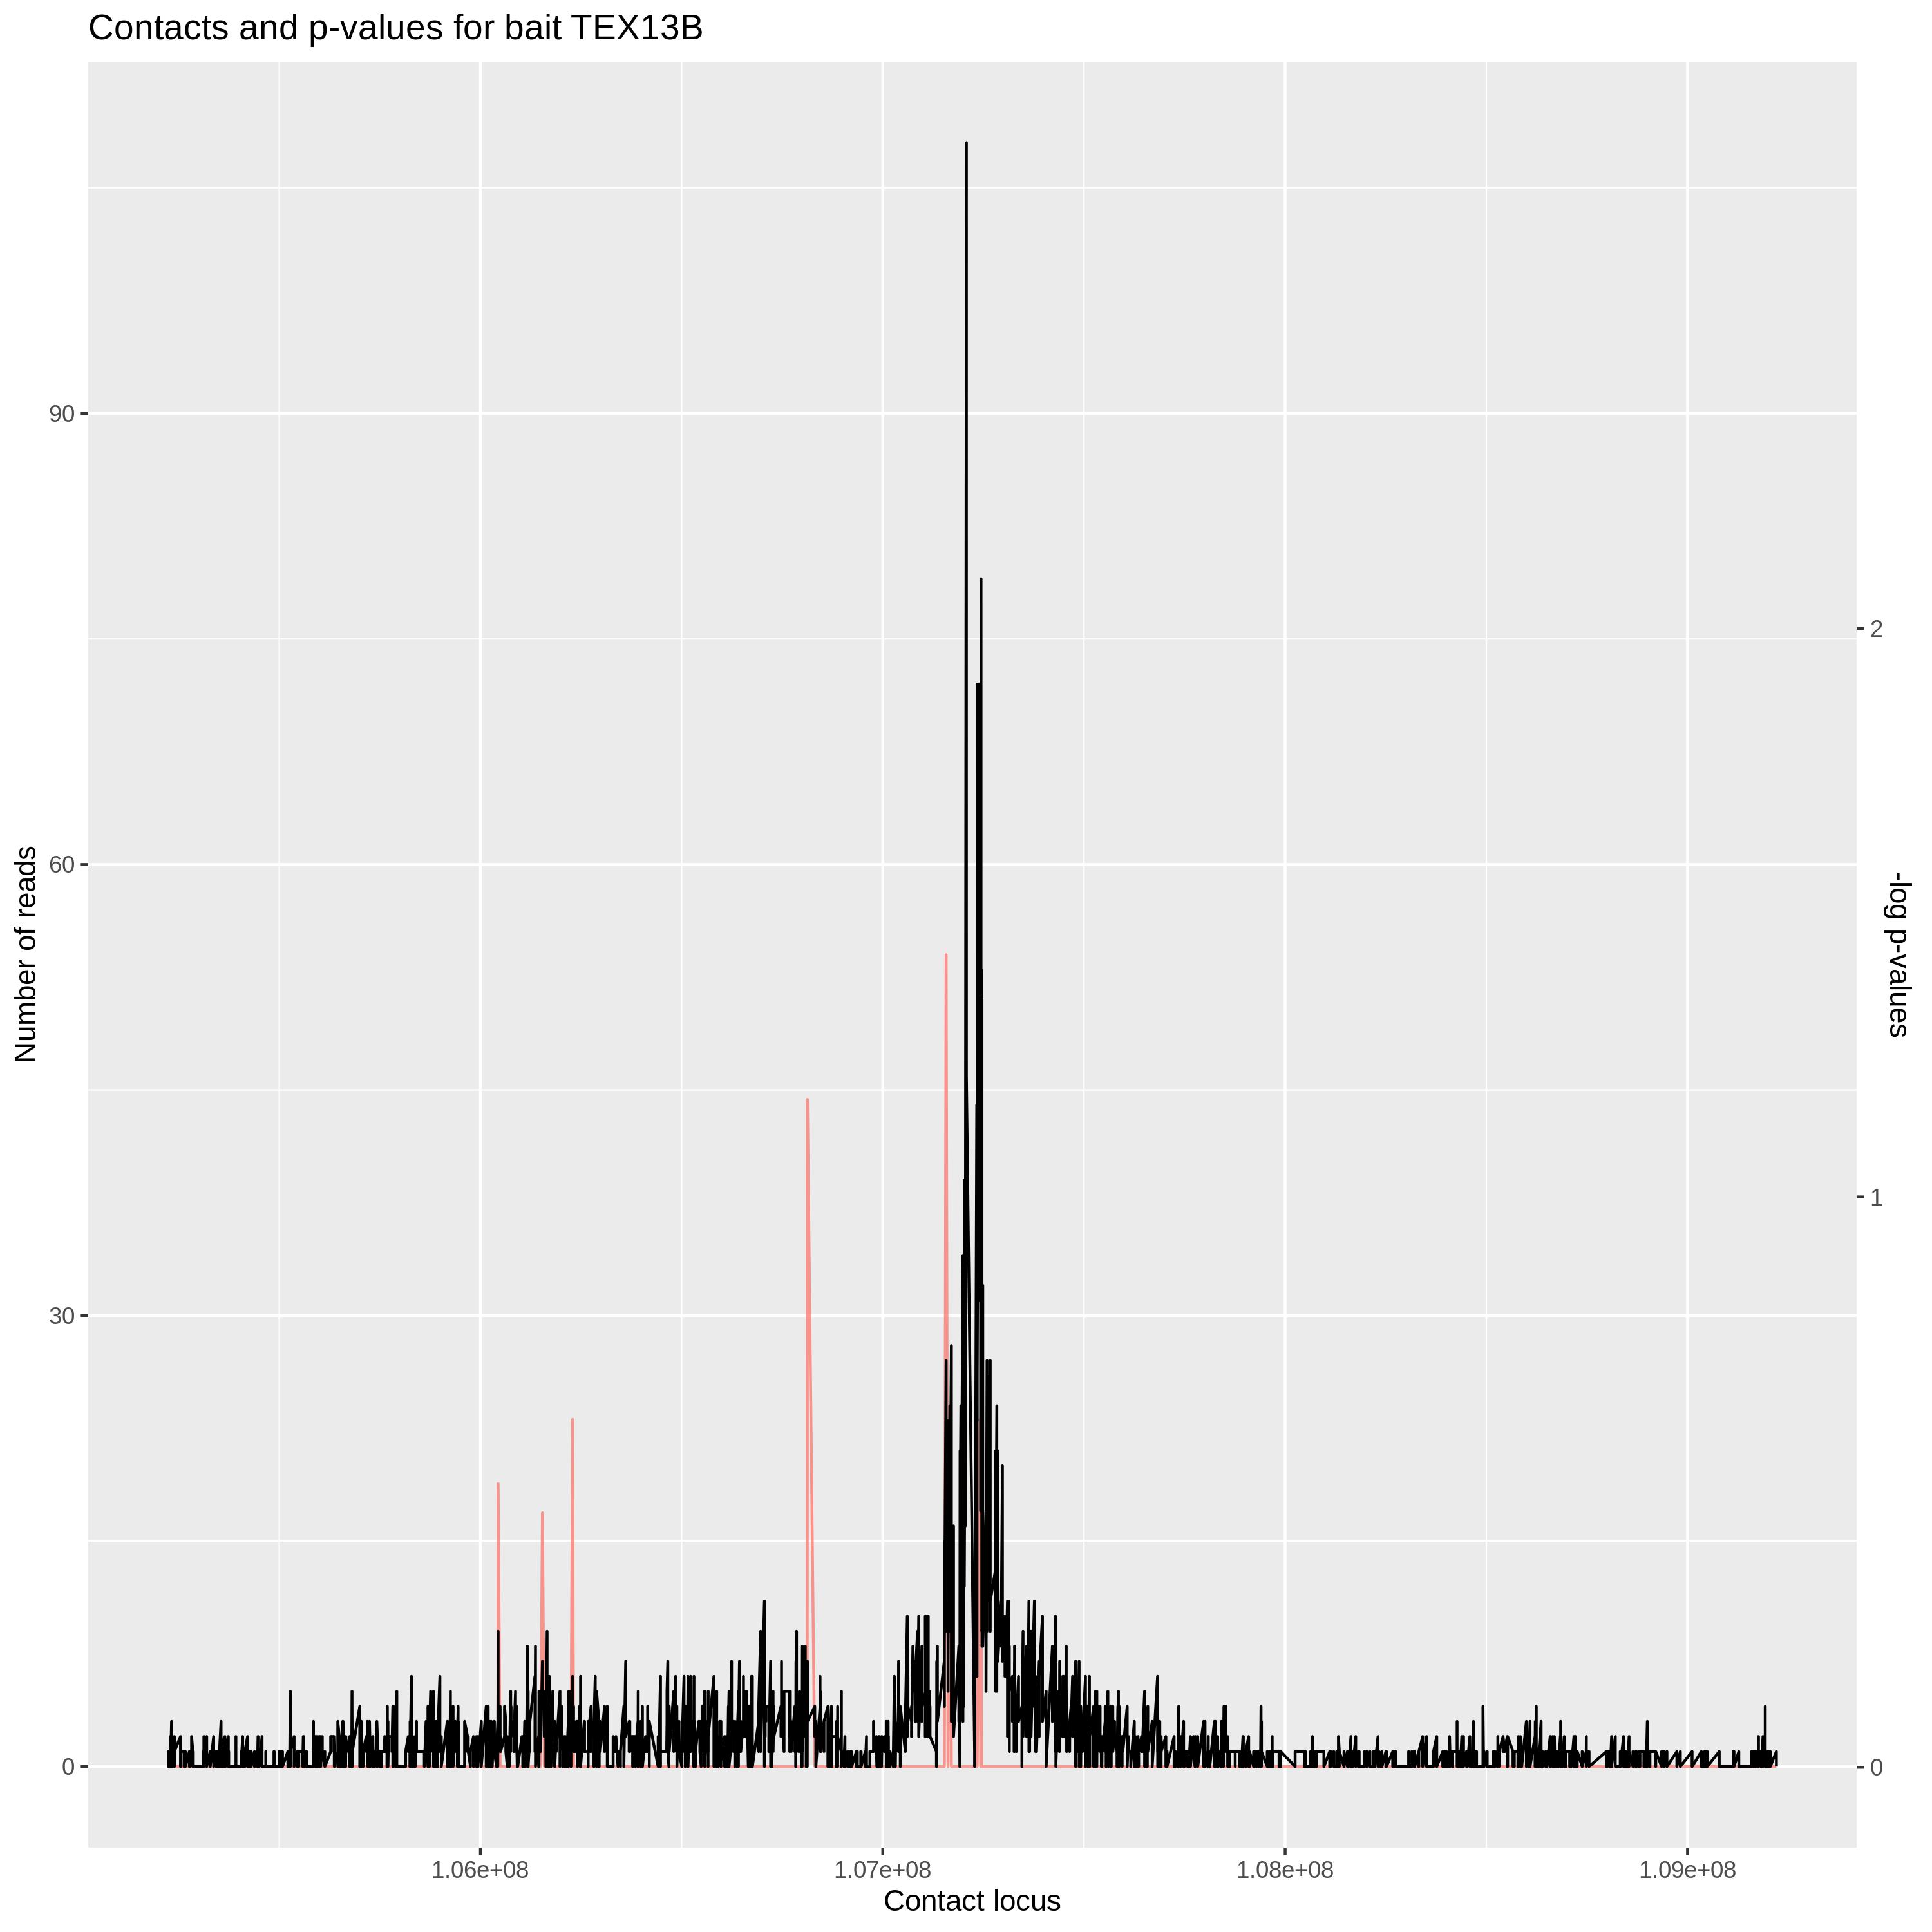 Contacts and p-values for bait TEX13B
90
60
30
0
Number of reads
2
1
0
-log p-values
1.06e+08
1.07e+08
1.08e+08
1.09e+08
Contact locus